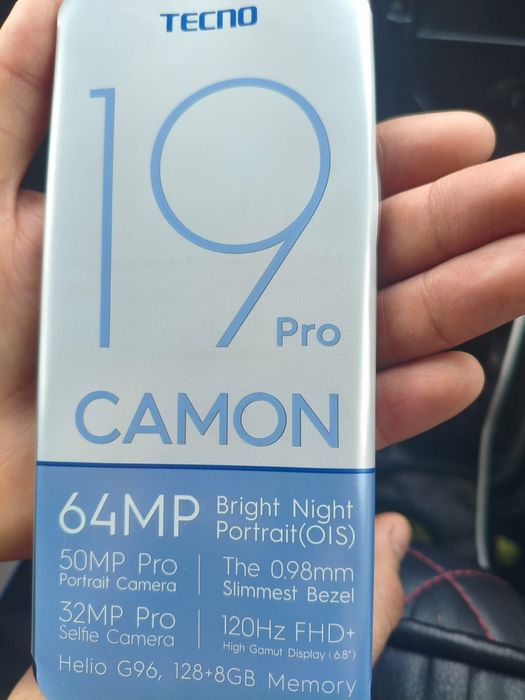 TECNO
19 Pro
CAMON
64MP
Bright Night
Portrait(OIS)
50MP Pro
Portrait Camera
The 0.98mm
Slimmest Bezel
32MP Pro
Selfie Camera
120Hz FHD+
High Gamut Display (6.8")
Helio G96, 128+8GB Memory